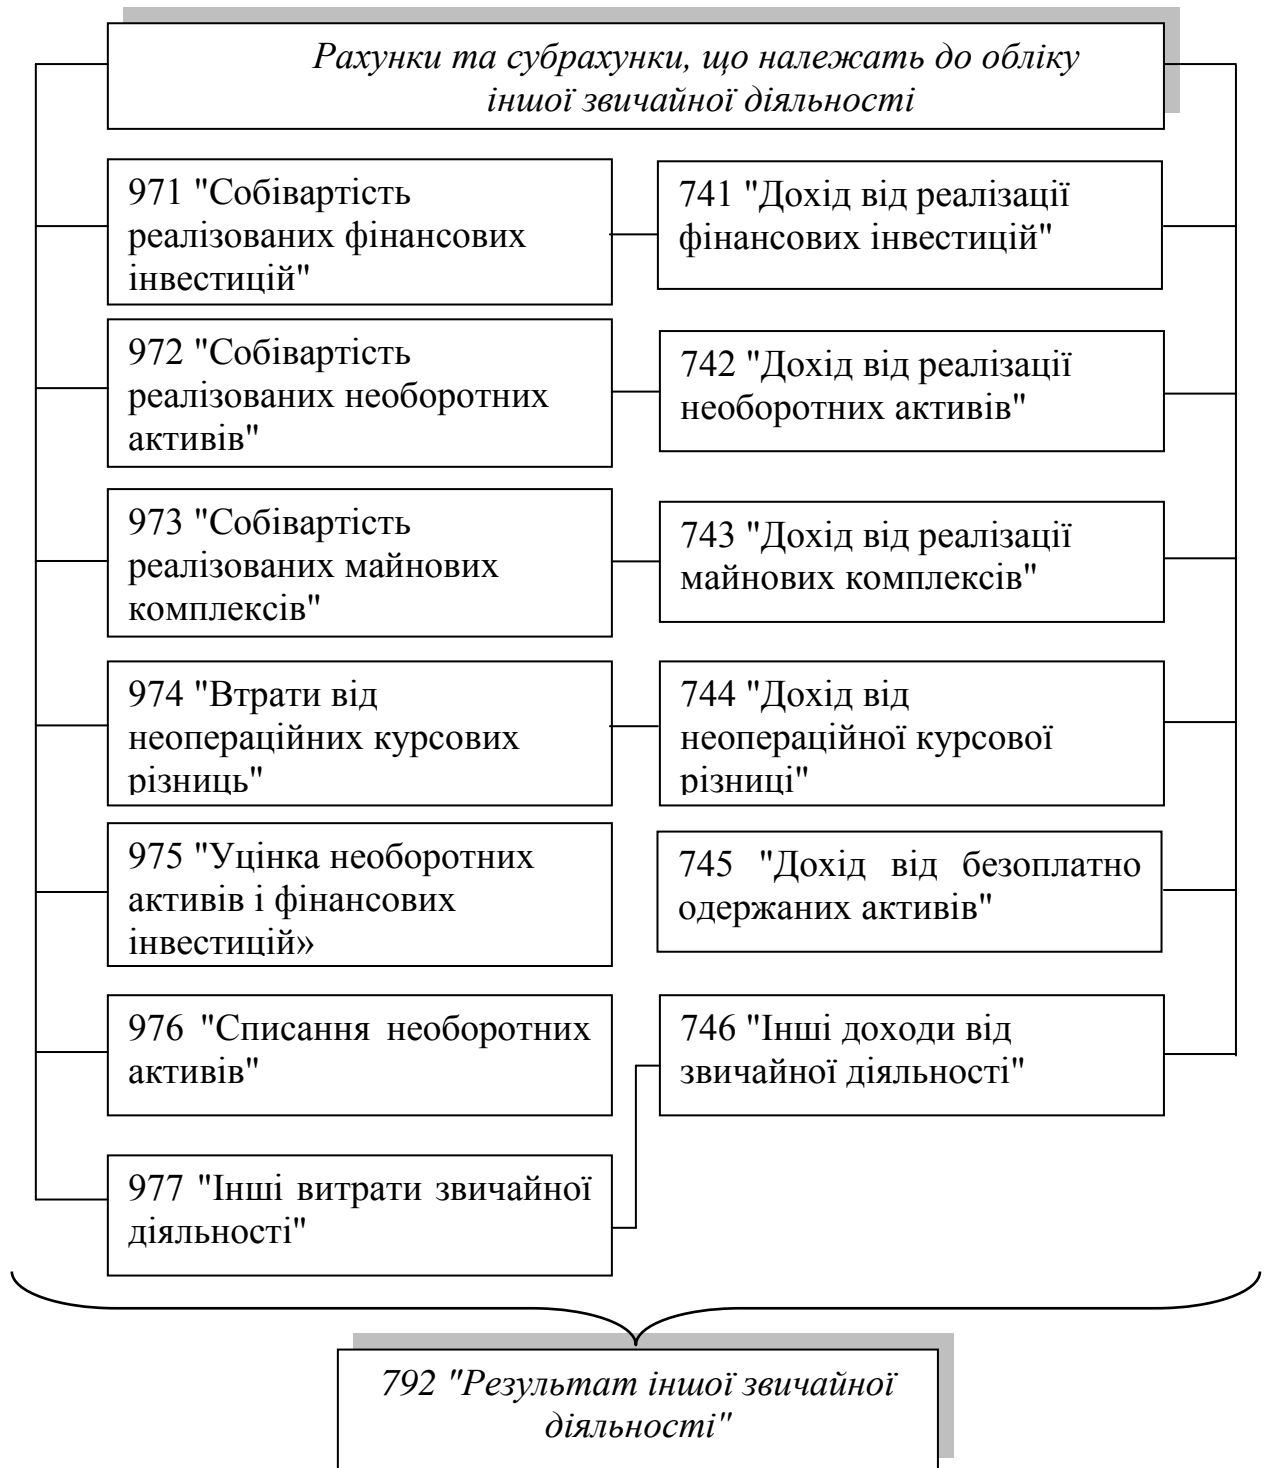 Рахунки та субрахунки, що належать до обліку
іншої звичайної діяльності
971 "Собівартість
реалізованих фінансових
інвестицій"
741 "Дохід від реалізації
фінансових інвестицій"
972 "Собівартість
реалізованих необоротних
активів"
742 "Дохід від реалізації
необоротних активів"
973 "Собівартість
реалізованих майнових
комплексів"
743 "Дохід від реалізації
майнових комплексів"
974 "Втрати від
неопераційних курсових
різниць"
744 "Дохід від
неопераційної курсової
різниці"
975 "Уцінка необоротних
активів і фінансових
інвестицій»
745 "Дохід від безоплатно
одержаних активів"
976 "Списання необоротних
активів"
746 "Інші доходи від
звичайної діяльності"
977 "Інші витрати звичайної
діяльності"
792 "Результат іншої звичайної
діяльності"